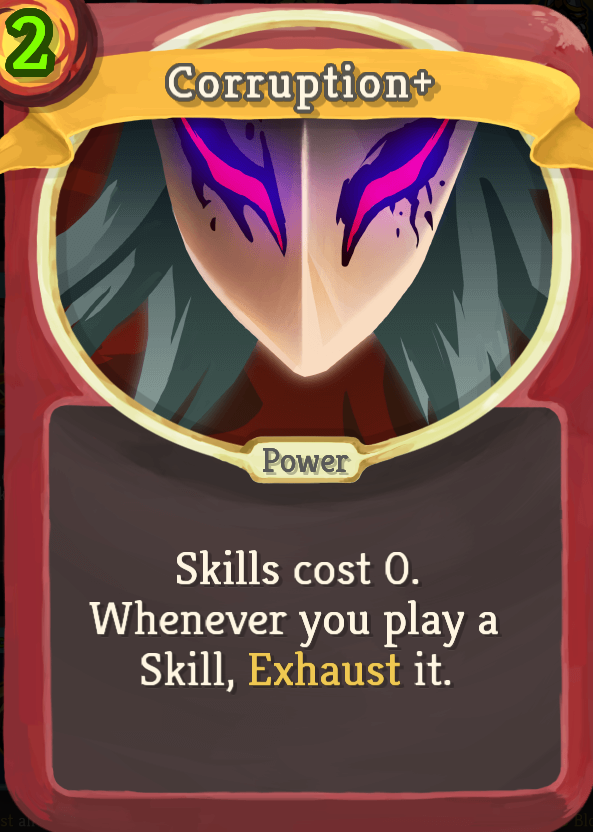 2
Corruption+
Power
Skills cost 0.
Whenever you play a
Skill, Exhaust it.